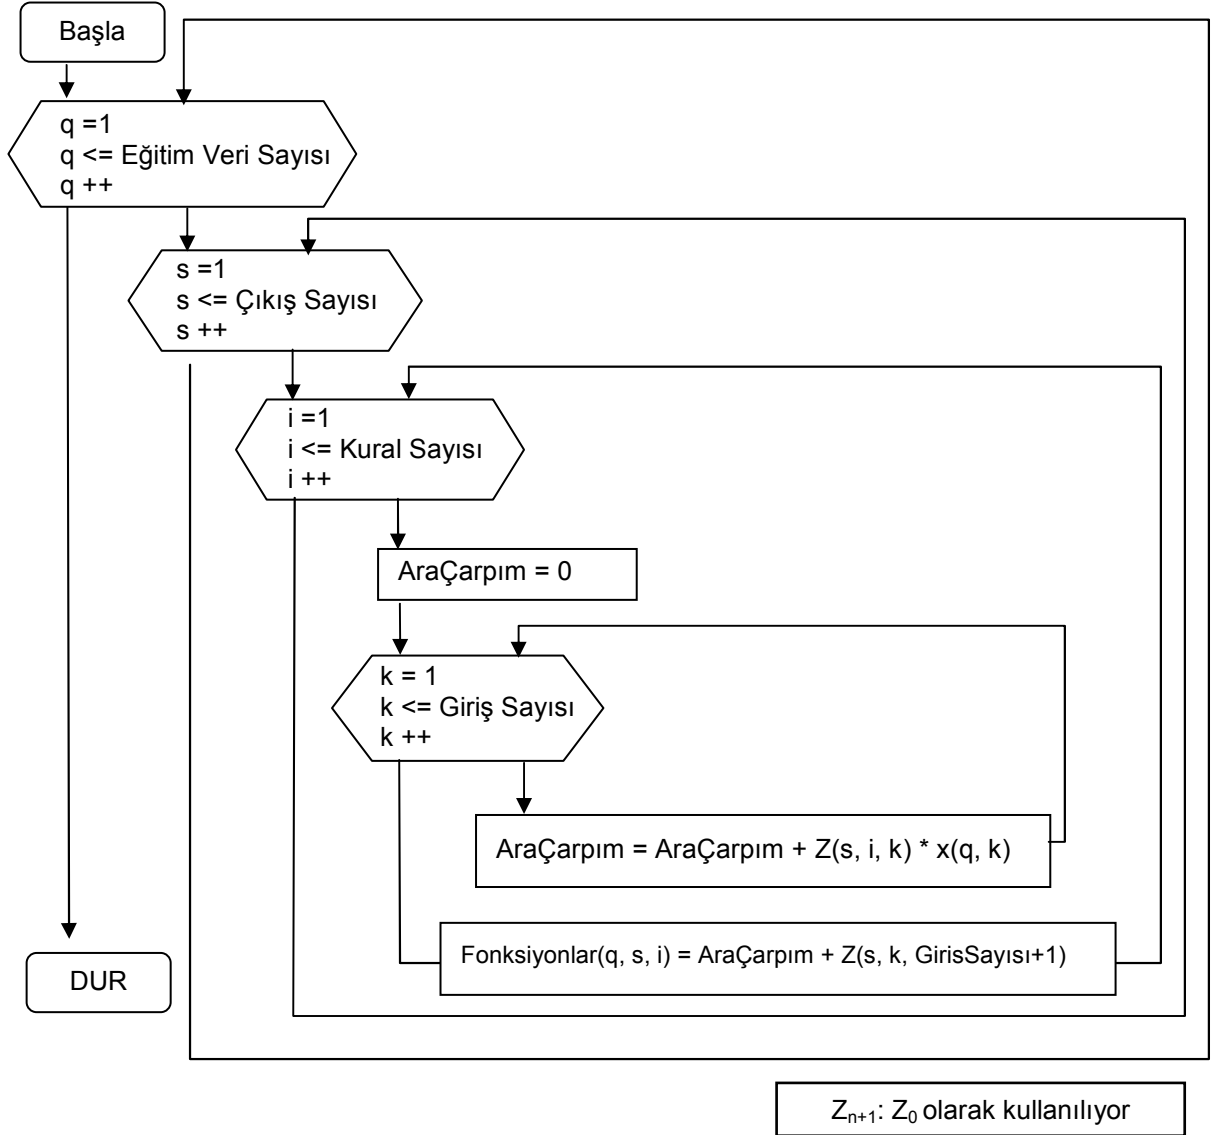 Başla
q =1
q <= Eğitim Veri Sayısı
q ++
s =1
s <= Çıkış Sayısı
s ++
i =1
i <= Kural Sayısı
i ++
AraÇarpım = 0
k = 1
k <= Giriş Sayısı
k ++
AraÇarpım = AraÇarpım + Z(s, i, k) * x(q, k)
Fonksiyonlar(q, s, i) = AraÇarpım + Z(s, k, GirisSayısı+1)
DUR
Zn+1: Z0 olarak kullanılıyor